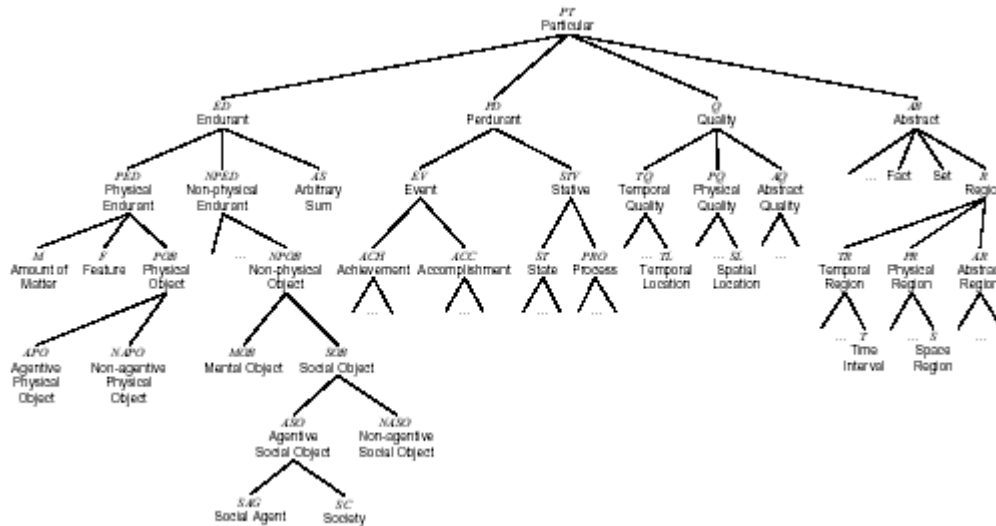 PT
Particular
ED
Endurant
PD
Perdurant
Q
Quality
AB
Abstract
PED
Physical
Endurant
NPED
Non-physical
Endurant
AS
Arbitrary
Sum
EV
Event
STV
Stative
TQ
Temporal
Quality
PQ
Physical
Quality
AQ
Abstract
Quality
...
Fact
Set
R
Region
M
Amount of
Matter
F
Feature
POB
Physical
Object
...
NPOB
Non-physical
Object
ACH
Achievement
...
ACC
Accomplishment
...
ST
State
...
PRO
Process
...
...
TL
Temporal
Location
...
SL
Spatial
Location
...
TR
Temporal
Region
PR
Physical
Region
AR
Abstract
Region
...
T
Time
Interval
...
S
Space
Region
...
APO
Agentive
Physical
Object
NAPO
Non-agentive
Physical
Object
MOB
Mental Object
SOB
Social Object
ASO
Agentive
Social Object
NASO
Non-agentive
Social Object
SAG
Social Agent
SC
Society